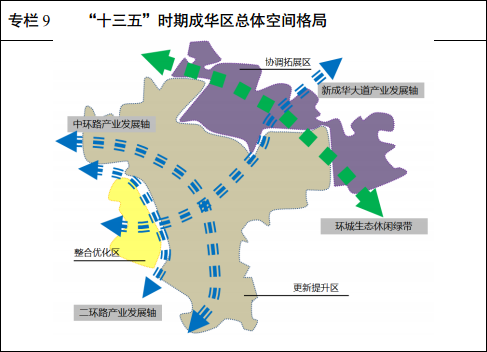 专栏 9 “十三五”时期成华区总体空间格局
协调拓展区
新成华大道产业发展轴
中环路产业发展轴
环城生态休闲绿带
整合优化区
更新提升区
二环路产业发展轴